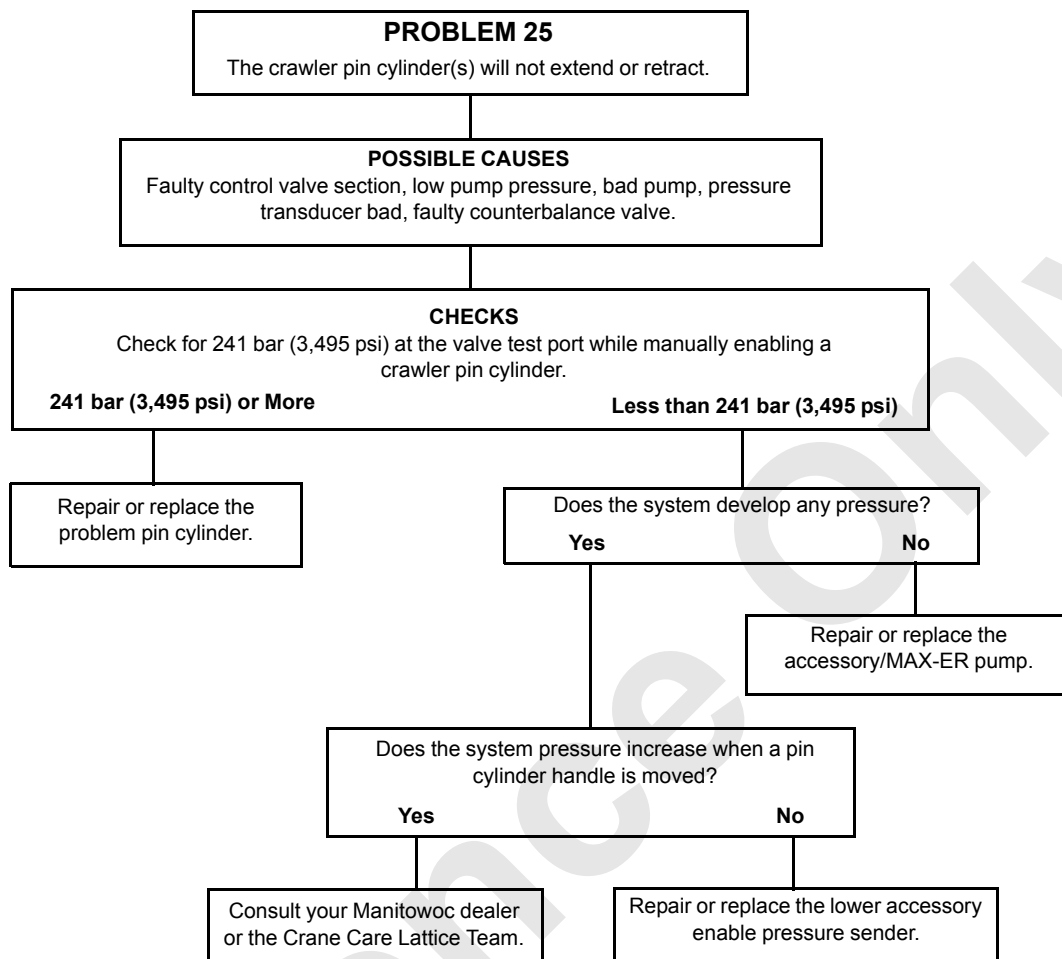 PROBLEM 25
The crawler pin cylinder(s) will not extend or retract.
POSSIBLE CAUSES
Faulty control valve section, low pump pressure, bad pump, pressure
transducer bad, faulty counterbalance valve.
CHECKS
Check for 241 bar (3,495 psi) at the valve test port while manually enabling a
crawler pin cylinder.
241 bar (3,495 psi) or More
Less than 241 bar (3,495 psi)
Repair or replace the
problem pin cylinder.
Does the system develop any pressure?
Yes
No
Repair or replace the
accessory/MAX-ER pump.
Does the system pressure increase when a pin
cylinder handle is moved?
Yes
No
Consult your Manitowoc dealer
or the Crane Care Lattice Team.
Repair or replace the lower accessory
enable pressure sender.